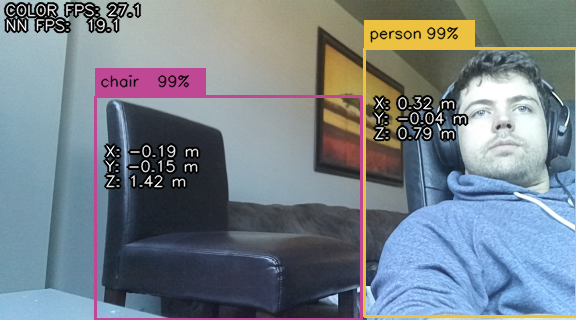 COLOR FPS: 27.1
NN FPS: 19.1
person 99%
chair 99%
X: 0.32 m
Y: -0.04 m
Z: 0.79 m
X: -0.19 m
Y: -0.15 m
Z: 1.42 m